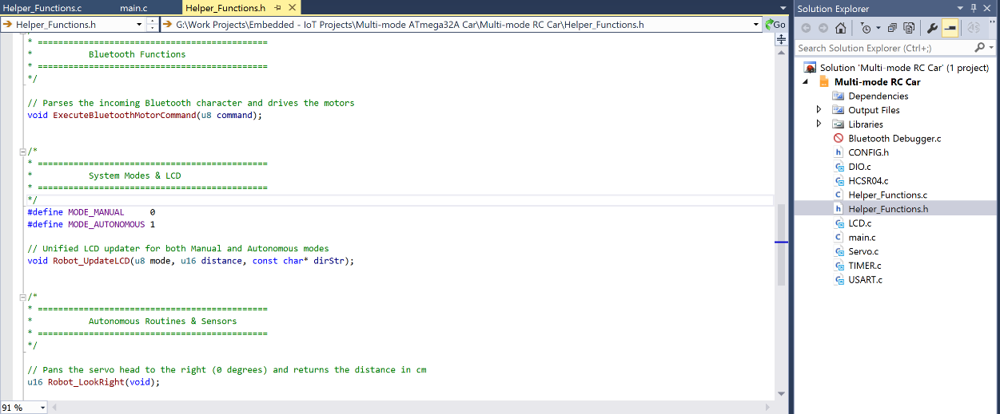 Helper_Functions.c main.c Helper_Functions.h
Helper_Functions.h G:\Work Projects\Embedded - IoT Projects\Multi-mode ATmega32A Car\Multi-mode RC Car\Helper_Functions.h Go
* =============================================
* Bluetooth Functions
* =============================================
*/
// Parses the incoming Bluetooth character and drives the motors
void ExecuteBluetoothMotorCommand(u8 command);
/*
* =============================================
* System Modes & LCD
* =============================================
*/
#define MODE_MANUAL 0
#define MODE_AUTONOMOUS 1
// Unified LCD updater for both Manual and Autonomous modes
void Robot_UpdateLCD(u8 mode, u16 distance, const char* dirStr);
/*
* =============================================
* Autonomous Routines & Sensors
* =============================================
*/
// Pans the servo head to the right (0 degrees) and returns the distance in cm
u16 Robot_LookRight(void);
91 %
Solution Explorer
Search Solution Explorer (Ctrl+;)
Solution 'Multi-mode RC Car' (1 project)
Multi-mode RC Car
Dependencies
Output Files
Libraries
Bluetooth Debugger.c
CONFIG.h
DIO.c
HCSR04.c
Helper_Functions.c
Helper_Functions.h
LCD.c
main.c
Servo.c
TIMER.c
USART.c